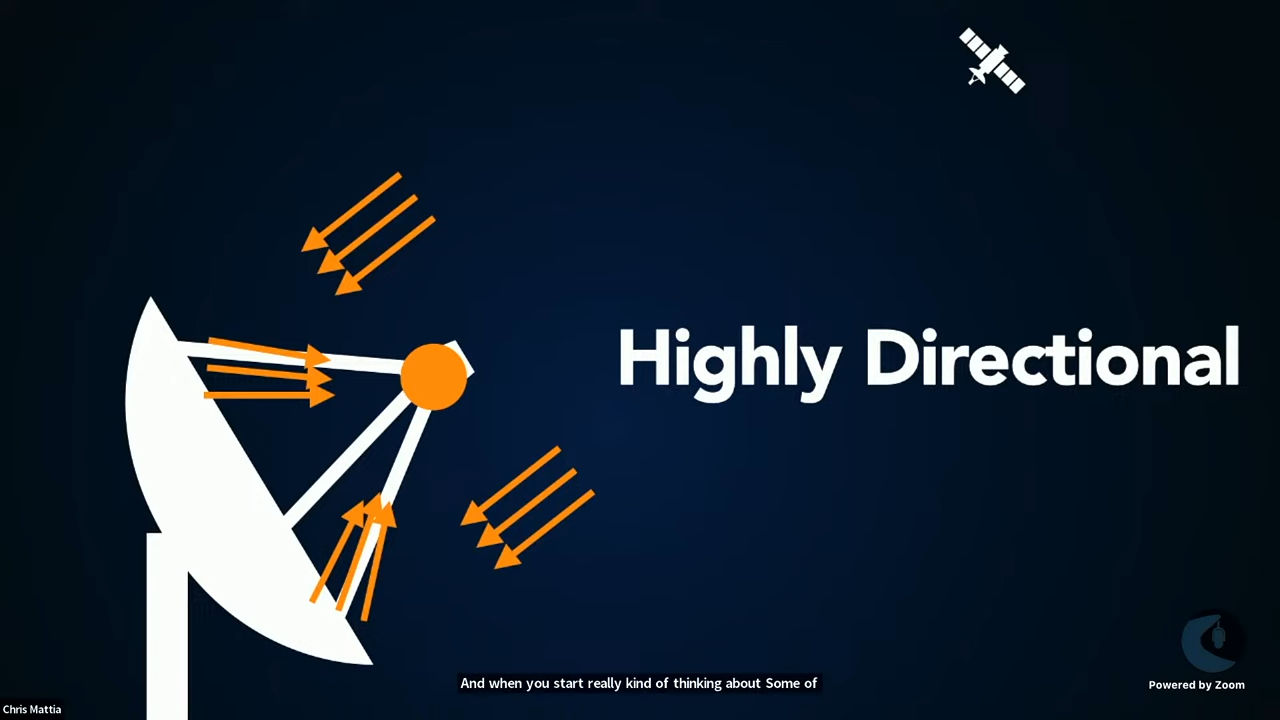 Highly Directional
And when you start really kind of thinking about Some of
Powered by Zoom
Chris Mattia